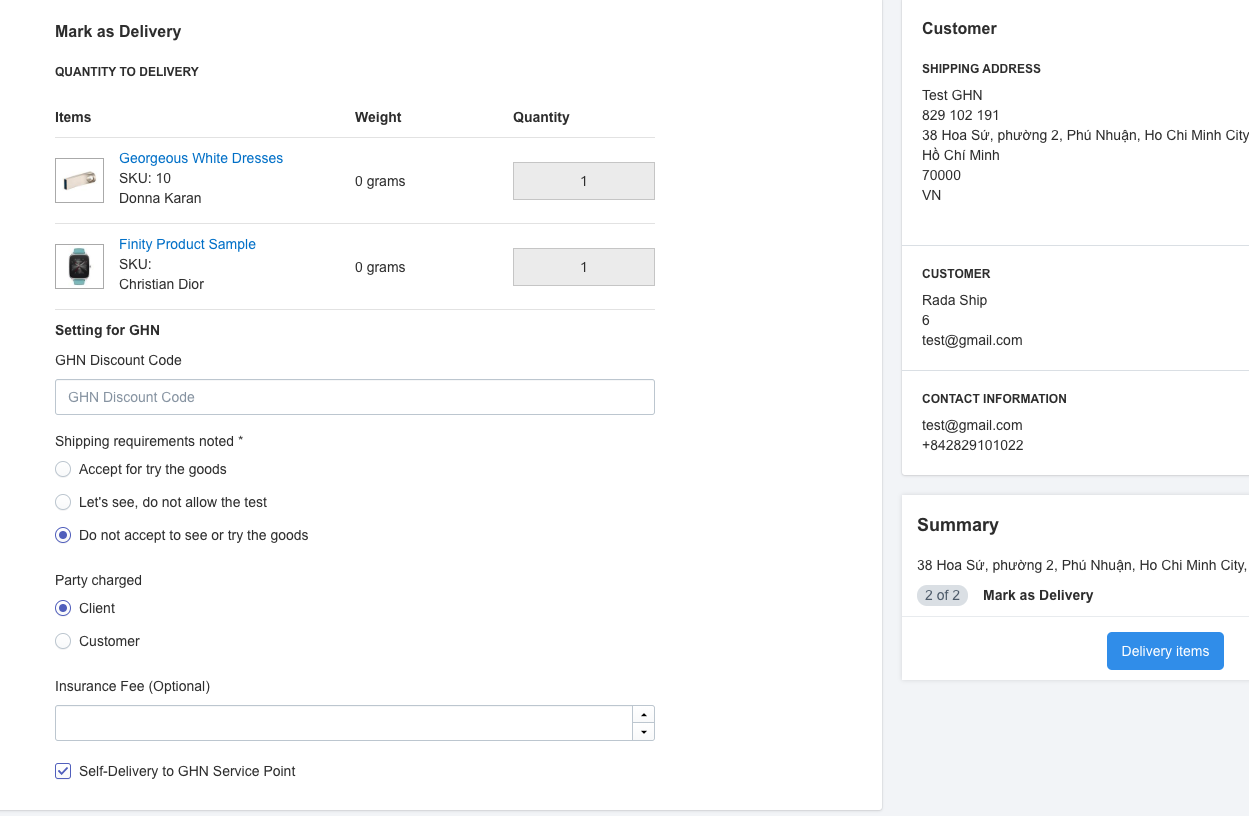 Mark as Delivery
QUANTITY TO DELIVERY
Items Weight Quantity
Georgeous White Dresses
SKU: 10
Donna Karan
0 grams
1
Finity Product Sample
SKU:
Christian Dior
0 grams
1
Setting for GHN
GHN Discount Code
GHN Discount Code
Shipping requirements noted *
Accept for try the goods
Let's see, do not allow the test
Do not accept to see or try the goods
Party charged
Client
Customer
Insurance Fee (Optional)
Self-Delivery to GHN Service Point
Customer
SHIPPING ADDRESS
Test GHN
829 102 191
38 Hoa Sứ, phường 2, Phú Nhuận, Ho Chi Minh City
Hồ Chí Minh
70000
VN
CUSTOMER
Rada Ship
6
test@gmail.com
CONTACT INFORMATION
test@gmail.com
+842829101022
Summary
38 Hoa Sứ, phường 2, Phú Nhuận, Ho Chi Minh City,
2 of 2 Mark as Delivery
Delivery items